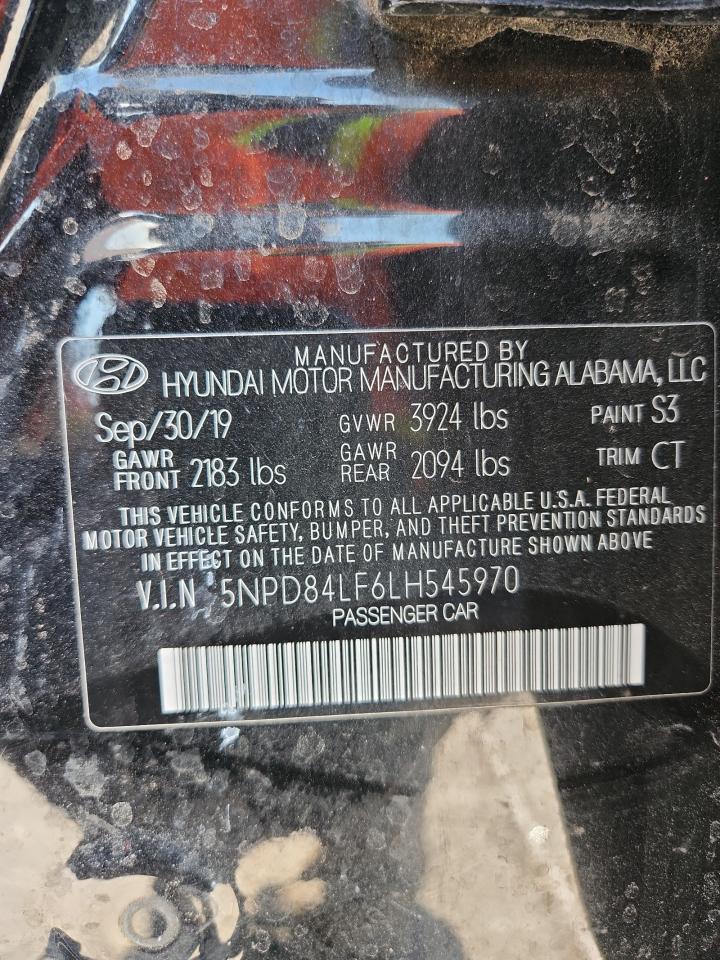 MANUFACTURED BY
HYUNDAI MOTOR MANUFACTURING ALABAMA, LLC
Sep/30/19 GVWR 3924 lbs PAINT S3
GAWR FRONT 2183 lbs GAWR REAR 2094 lbs TRIM CT
THIS VEHICLE CONFORMS TO ALL APPLICABLE U.S.A. FEDERAL
MOTOR VEHICLE SAFETY, BUMPER, AND THEFT PREVENTION STANDARDS
IN EFFECT ON THE DATE OF MANUFACTURE SHOWN ABOVE
V.I.N 5NPD84LF6LH545970
PASSENGER CAR